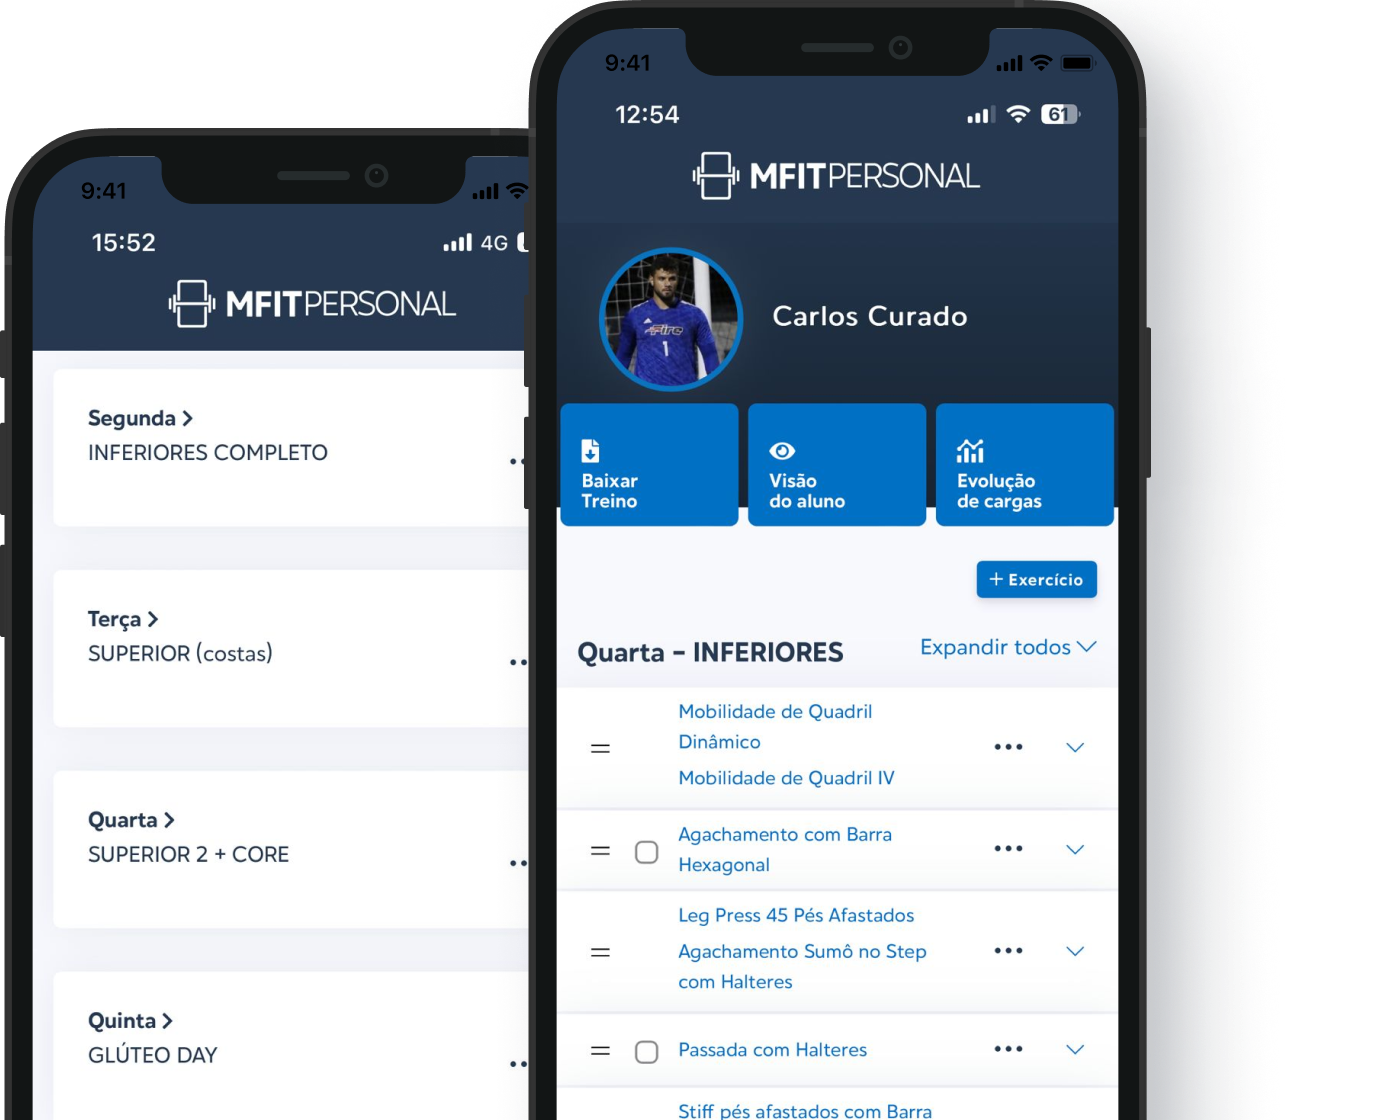 9:41
15:52
4G
MFITPERSONAL
Segunda
INFERIORES COMPLETO
Terça
SUPERIOR (costas)
Quarta
SUPERIOR 2 + CORE
Quinta
GLÚTEO DAY
9:41
12:54
61
MFITPERSONAL
Fire
1
Carlos Curado
Baixar
Treino
Visão
do aluno
Evolução
de cargas
+ Exercício
Quarta - INFERIORES
Expandir todos
Mobilidade de Quadril
Dinâmico
Mobilidade de Quadril IV
Agachamento com Barra
Hexagonal
Leg Press 45 Pés Afastados
Agachamento Sumô no Step
com Halteres
Passada com Halteres
Stiff pés afastados com Barra